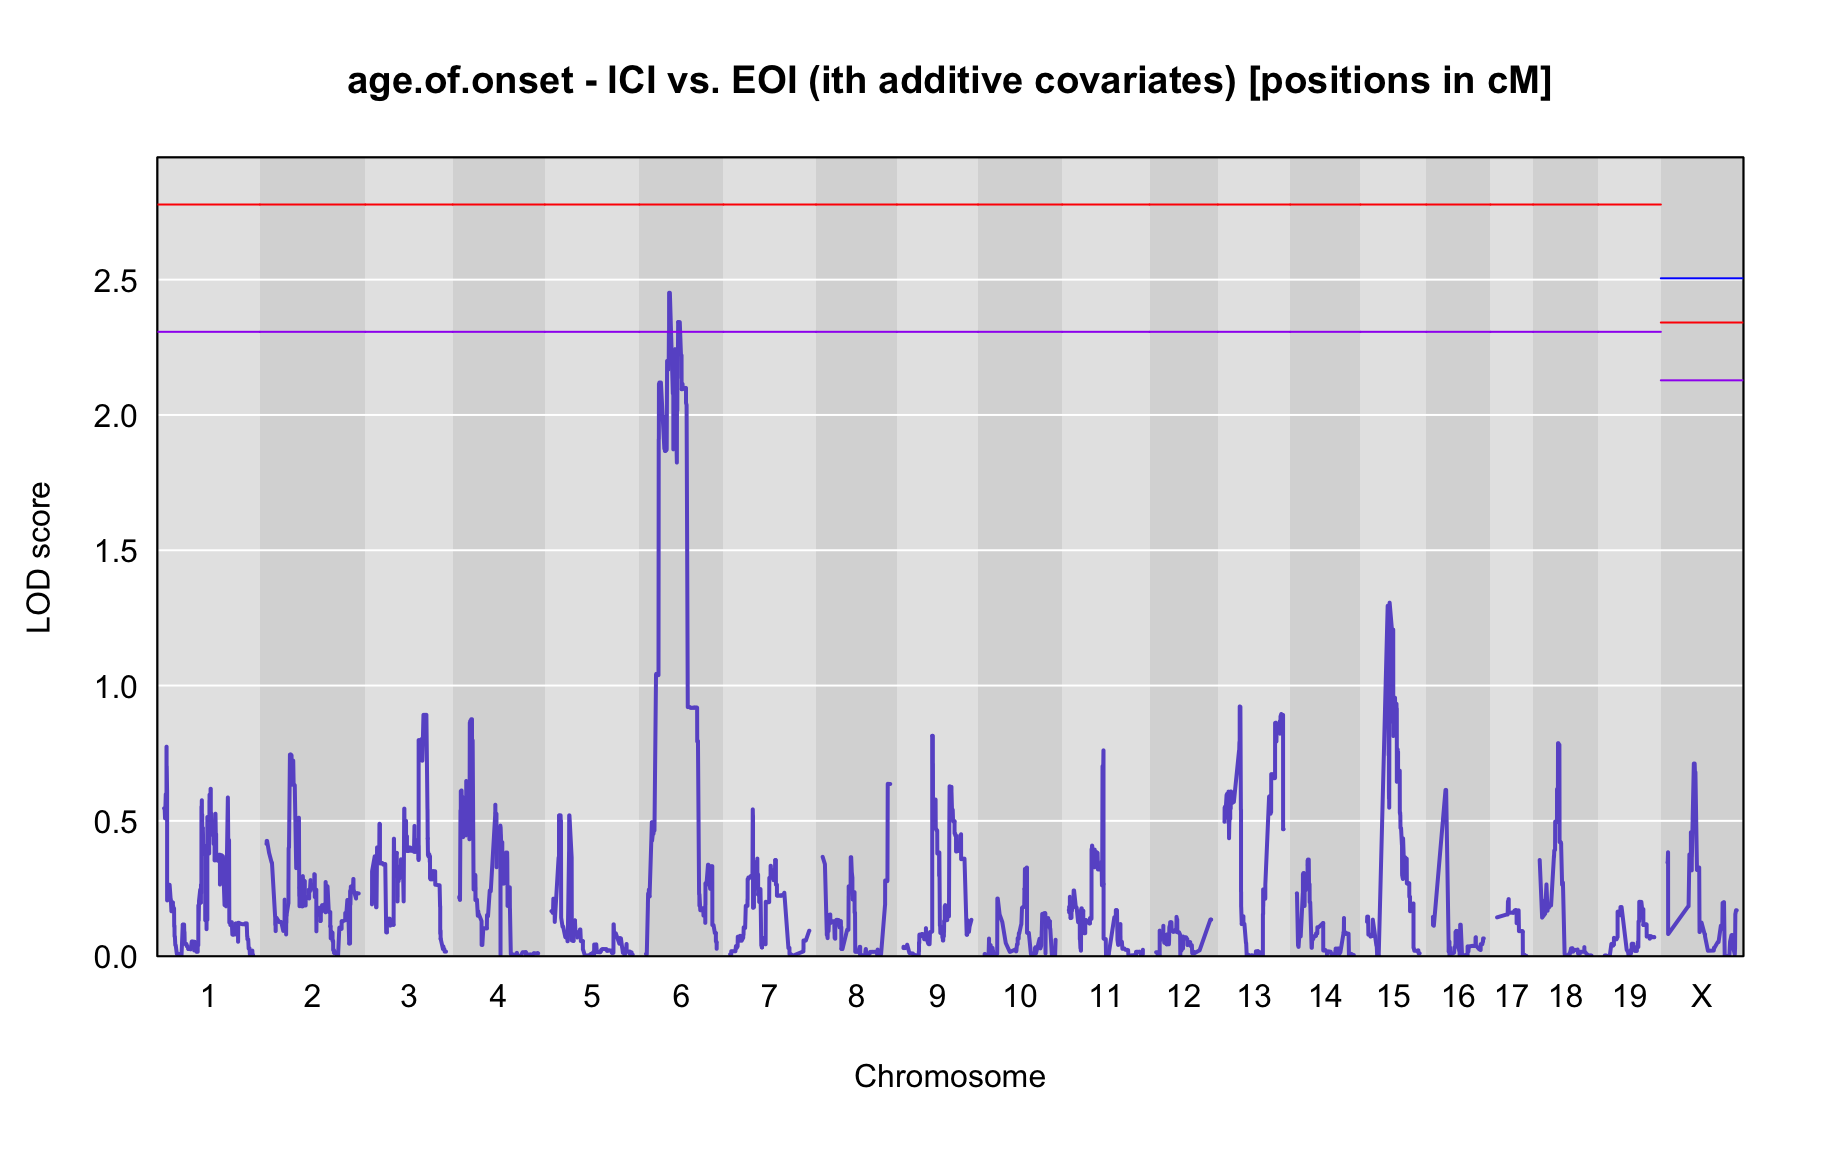 age.of.onset - ICI vs. EOI (ith additive covariates) [positions in cM]
LOD score
2.5
2.0
1.5
1.0
0.5
0.0
1 2 3 4 5 6 7 8 9 10 11 12 13 14 15 16 17 18 19 X
Chromosome